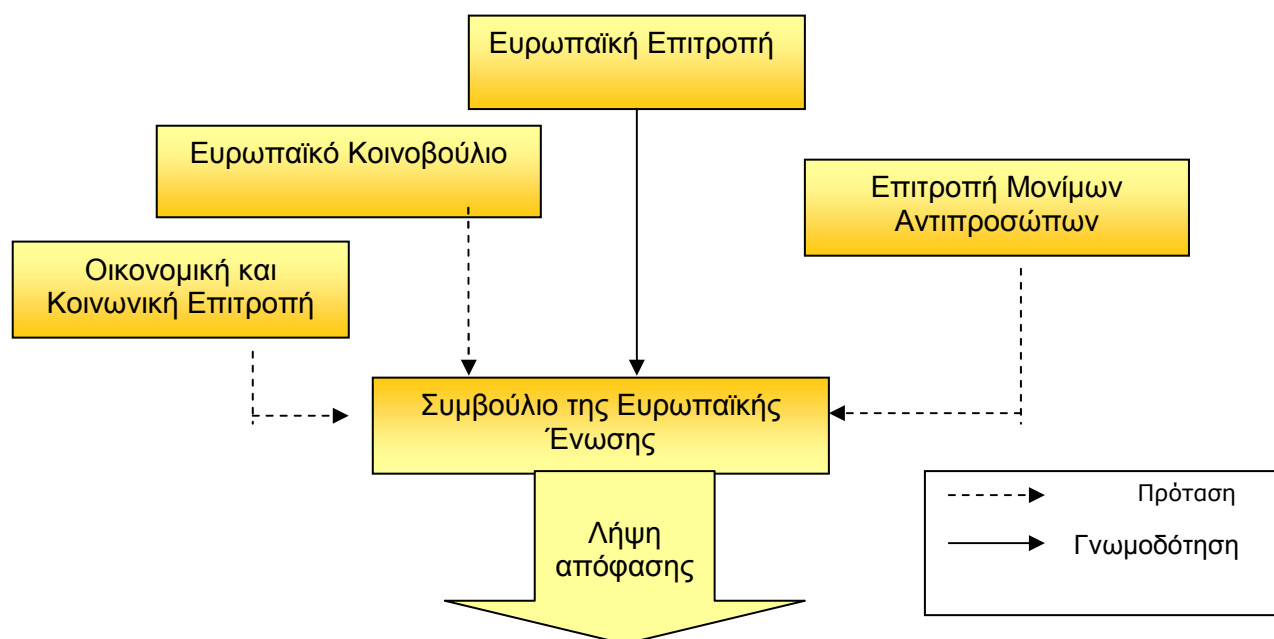 Ευρωπαϊκή Επιτροπή
Ευρωπαϊκό Κοινοβούλιο
Επιτροπή Μονίμων
Αντιπροσώπων
Οικονομική και
Κοινωνική Επιτροπή
Συμβούλιο της Ευρωπαϊκής
Ένωσης
Λήψη
απόφασης
Πρόταση
Γνωμοδότηση